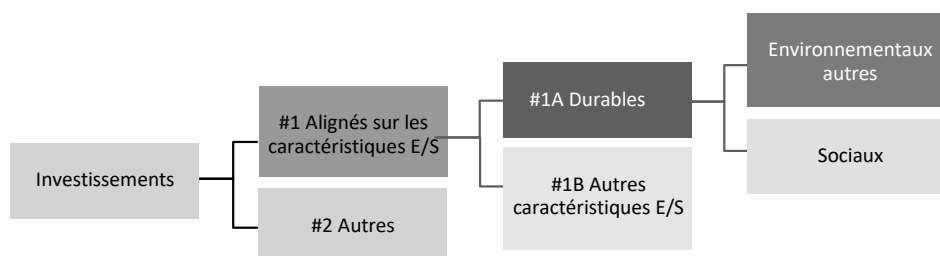 Investissements
#1 Alignés sur les
caractéristiques E/S
#2 Autres
#1A Durables
#1B Autres
caractéristiques E/S
Environnementaux
autres
Sociaux